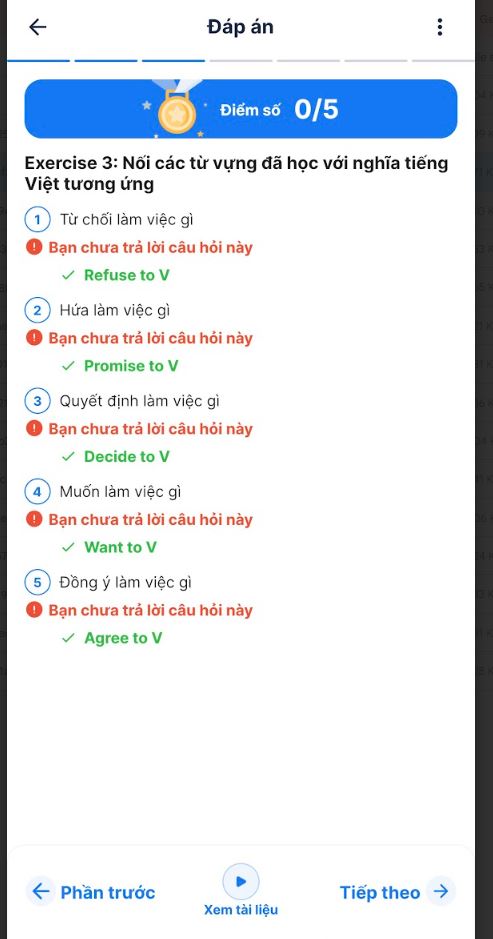 Đáp án
Điểm số 0/5
Exercise 3: Nối các từ vựng đã học với nghĩa tiếng
Việt tương ứng
1 Từ chối làm việc gì
! Bạn chưa trả lời câu hỏi này
Refuse to V
2 Hứa làm việc gì
! Bạn chưa trả lời câu hỏi này
Promise to V
3 Quyết định làm việc gì
! Bạn chưa trả lời câu hỏi này
Decide to V
4 Muốn làm việc gì
! Bạn chưa trả lời câu hỏi này
Want to V
5 Đồng ý làm việc gì
! Bạn chưa trả lời câu hỏi này
Agree to V
Phần trước
Xem tài liệu
Tiếp theo